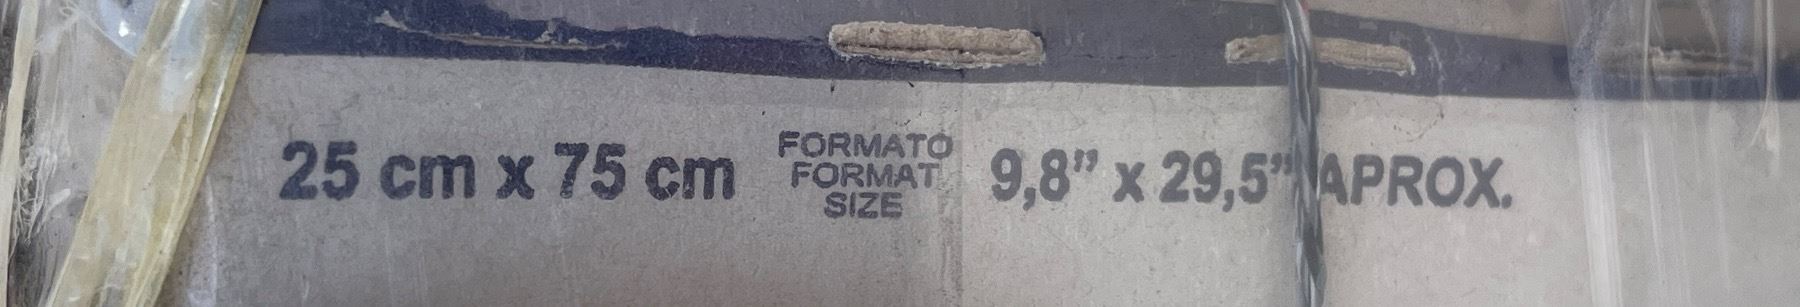 25 cm x 75 cm
FORMATO
FORMAT
SIZE
9,8” x 29,5” APROX.